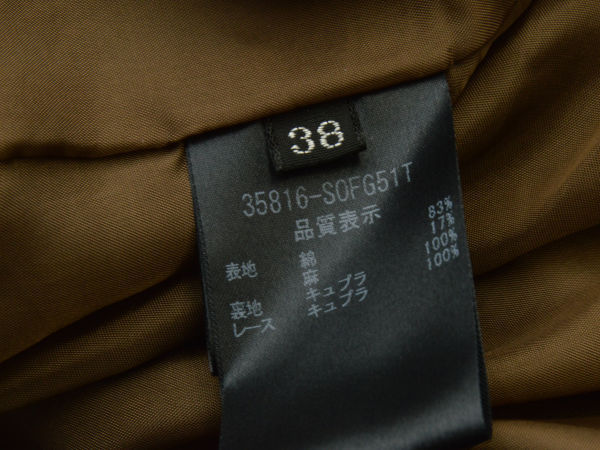 38
35816-SOFG51T
品質表示
表地 綿 83%
麻 17%
裏地 キュプラ 100%
レース キュプラ 100%